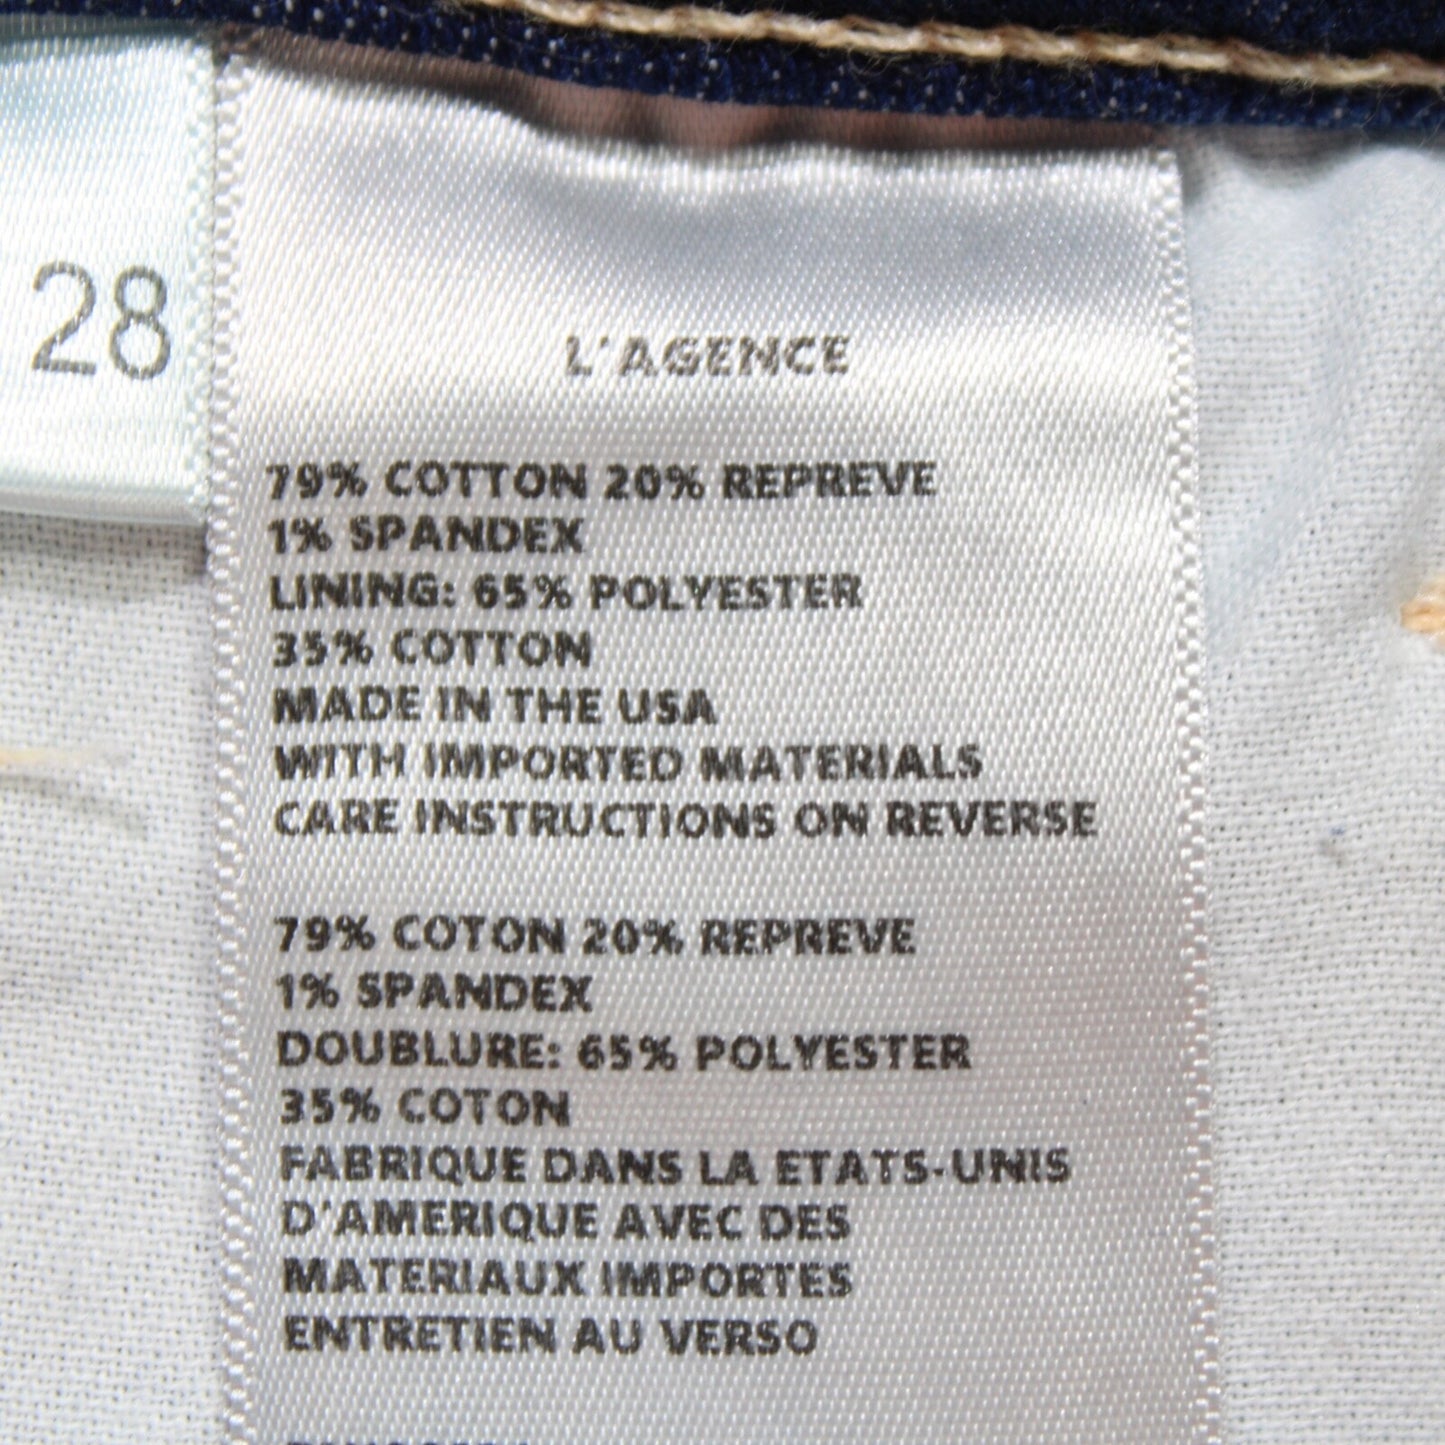 28
L'AGENCE
79% COTTON 20% REPREVE
1% SPANDEX
LINING: 65% POLYESTER
35% COTTON
MADE IN THE USA
WITH IMPORTED MATERIALS
CARE INSTRUCTIONS ON REVERSE
79% COTON 20% REPREVE
1% SPANDEX
DOUBLURE: 65% POLYESTER
35% COTON
FABRIQUE DANS LA ETATS-UNIS
D'AMERIQUE AVEC DES
MATERIAUX IMPORTES
ENTRETIEN AU VERSO